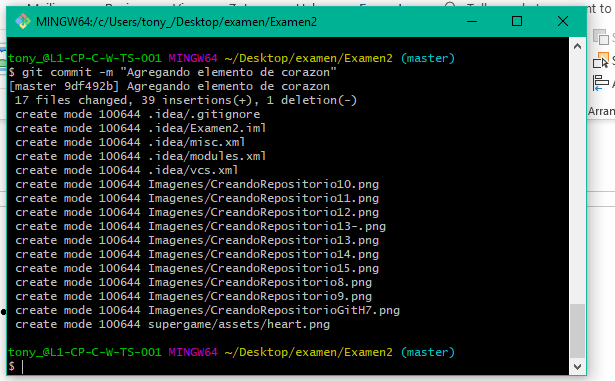 MINGW64:/c/Users/tony_/Desktop/examen/Examen2
tony_@L1-CP-C-W-TS-001 MINGW64 ~/Desktop/examen/Examen2 (master)
$ git commit -m "Agregando elemento de corazon"
[master 9df492b] Agregando elemento de corazon
17 files changed, 39 insertions(+), 1 deletion(-)
create mode 100644 .idea/.gitignore
create mode 100644 .idea/Examen2.iml
create mode 100644 .idea/misc.xml
create mode 100644 .idea/modules.xml
create mode 100644 .idea/vcs.xml
create mode 100644 Imagenes/CreandoRepositorio10.png
create mode 100644 Imagenes/CreandoRepositorio11.png
create mode 100644 Imagenes/CreandoRepositorio12.png
create mode 100644 Imagenes/CreandoRepositorio13-.png
create mode 100644 Imagenes/CreandoRepositorio13.png
create mode 100644 Imagenes/CreandoRepositorio14.png
create mode 100644 Imagenes/CreandoRepositorio15.png
create mode 100644 Imagenes/CreandoRepositorio8.png
create mode 100644 Imagenes/CreandoRepositorio9.png
create mode 100644 Imagenes/CreandoRepositorioGitH7.png
create mode 100644 supergame/assets/heart.png
tony_@L1-CP-C-W-TS-001 MINGW64 ~/Desktop/examen/Examen2 (master)
$
Arran